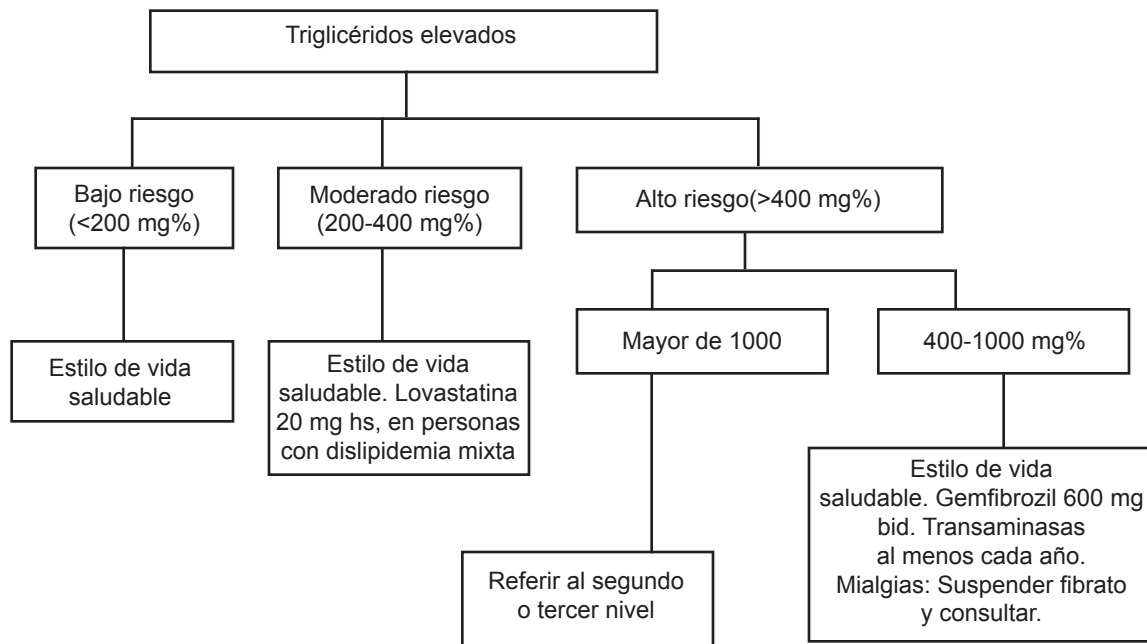 Triglicéridos elevados
Bajo riesgo
(<200 mg%)
Moderado riesgo
(200-400 mg%)
Alto riesgo(>400 mg%)
Mayor de 1000
400-1000 mg%
Estilo de vida
saludable
Estilo de vida
saludable. Lovastatina
20 mg hs, en personas
con dislipidemia mixta
Estilo de vida
saludable. Gemfibrozil 600 mg
bid. Transaminasas
al menos cada año.
Mialgias: Suspender fibrato
y consultar.
Referir al segundo
o tercer nivel